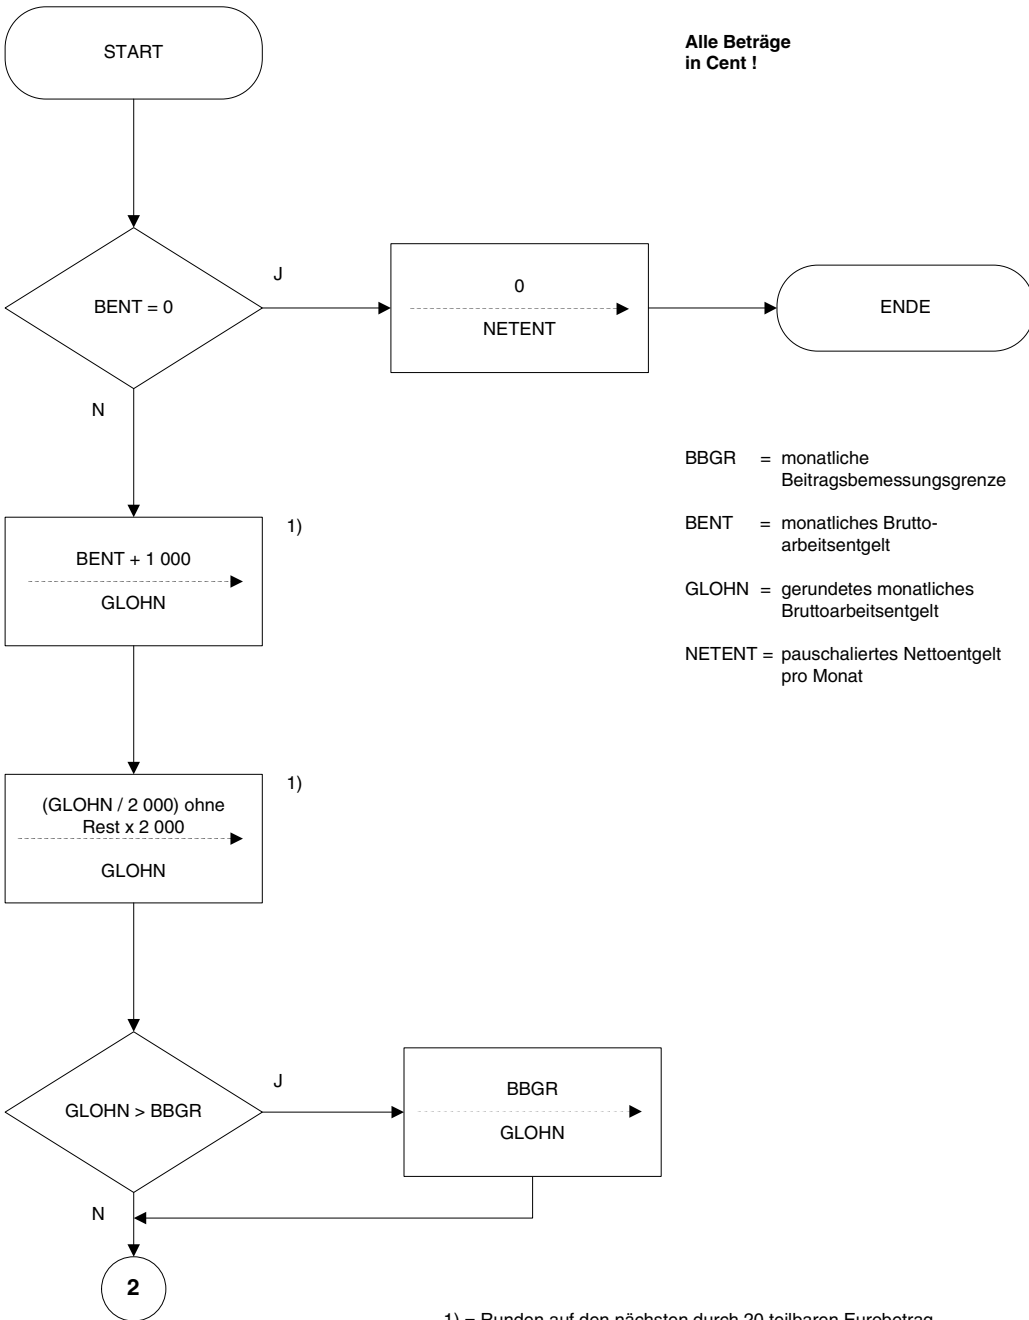 START
Alle Beträge
in Cent !
BENT = 0
J
0
NETENT
ENDE
N
BBGR = monatliche
Beitragsbemessungsgrenze
BENT = monatliches Brutto-
arbeitsentgelt
GLOHN = gerundetes monatliches
Bruttoarbeitsentgelt
NETENT = pauschaliertes Nettoentgelt
pro Monat
1)
BENT + 1 000
GLOHN
1)
(GLOHN / 2 000) ohne
Rest x 2 000
GLOHN
GLOHN > BBGR
J
BBGR
GLOHN
N
2
1) = Runden auf den nächsten durch 20 teilbaren Eurobetrag